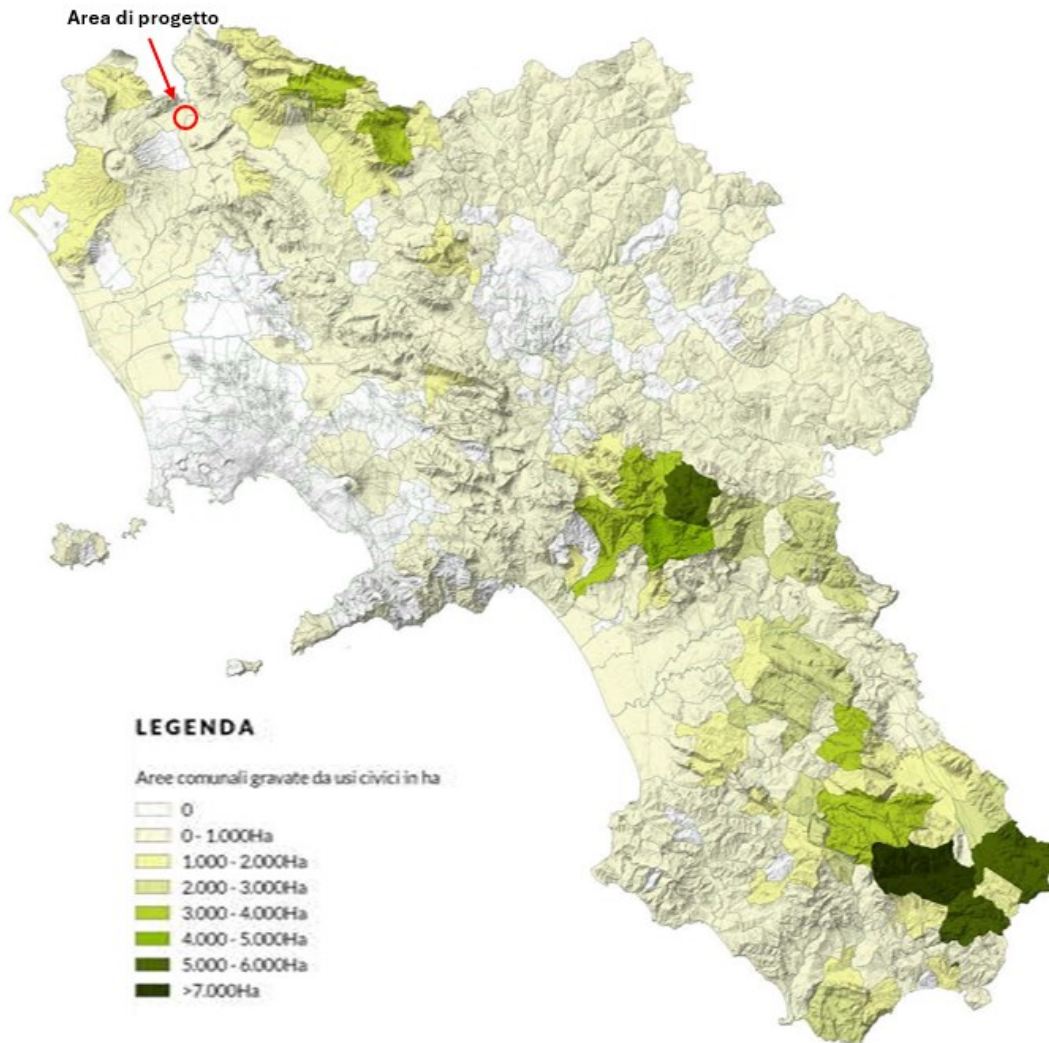 Area di progetto
LEGENDA
Aree comunali gravate da usi civici in ha
0
0 - 1.000Ha
1.000 - 2.000Ha
2.000 - 3.000Ha
3.000 - 4.000Ha
4.000 - 5.000Ha
5.000 - 6.000Ha
>7.000Ha